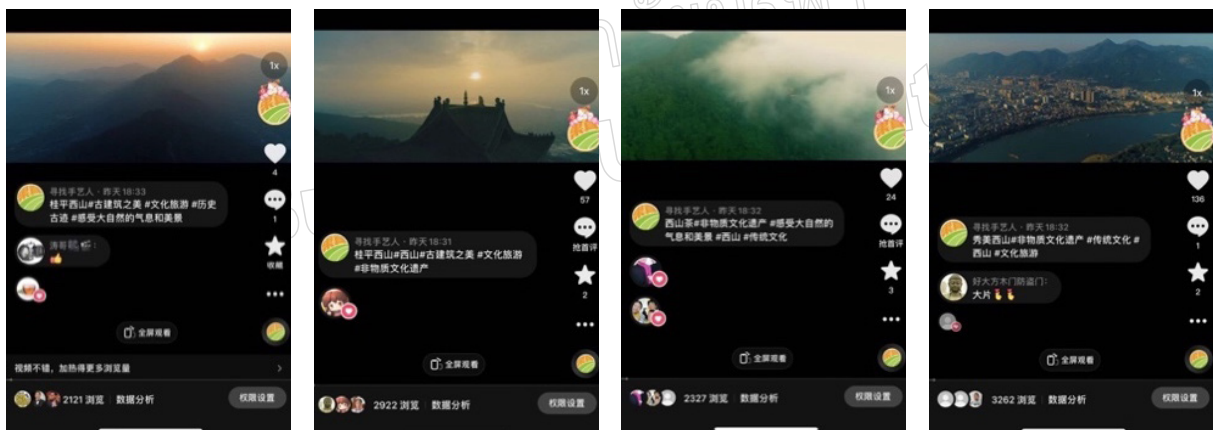 1x
4
寻找手艺人 · 昨天18:33
桂平西山#古建筑之美 #文化旅游 #历史
古迹 #感受大自然的气息和美景
1
收藏
全屏观看
视频不错，加热得更多浏览量
2121 浏览
数据分析
权限设置
1x
57
抢首评
寻找手艺人 · 昨天18:31
桂平西山#西山#古建筑之美 #文化旅游
#非物质文化遗产
2
全屏观看
2922 浏览
数据分析
权限设置
1x
24
寻找手艺人 · 昨天18:32
西山茶#非物质文化遗产 #感受大自然的
气息和美景 #西山 #传统文化
抢首评
3
全屏观看
2327 浏览
数据分析
权限设置
1x
136
寻找手艺人 · 昨天18:32
秀美西山#非物质文化遗产 #传统文化 #
西山 #文化旅游
1
好大万木门防盗门：
大片
2
全屏观看
3262 浏览
数据分析
权限设置